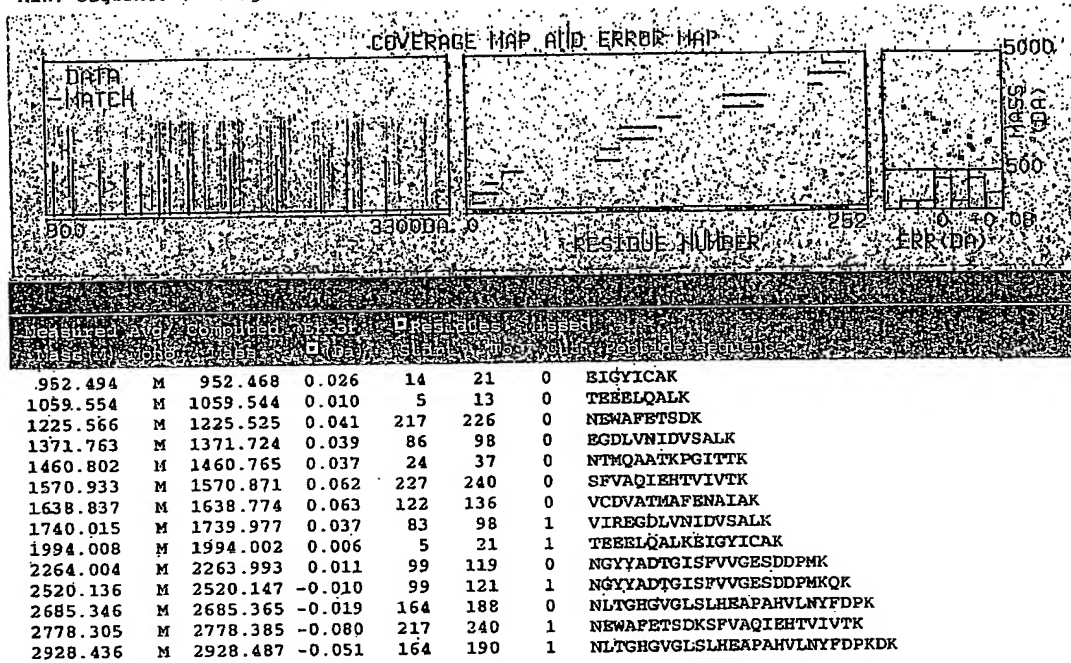 COVERAGE MAP AND ERROR MAP
DATA
MATCH
5000
MASS (DA)
500
900
3300DA
0
252
RESIDUE NUMBER
0
0.08
ERR(DA)
Computed
Residues Missed
952.494 M 952.468 0.026 14 21 0 EIGYICAK
1059.554 M 1059.544 0.010 5 13 0 TEEELQALK
1225.566 M 1225.525 0.041 217 226 0 NEWAFETSDK
1371.763 M 1371.724 0.039 86 98 0 EGDLVNIDVSALK
1460.802 M 1460.765 0.037 24 37 0 NTMQAATKPGITTK
1570.933 M 1570.871 0.062 227 240 0 SFVAQIEHTVIVTK
1638.837 M 1638.774 0.063 122 136 0 VCDVATMAFENAIAK
1740.015 M 1739.977 0.037 83 98 1 VIREGDLVNIDVSALK
1994.008 M 1994.002 0.006 5 21 1 TEEELQALKEIGYICAK
2264.004 M 2263.993 0.011 99 119 0 NGYYADTGISFVVGESDDPMK
2520.136 M 2520.147 -0.010 99 121 1 NGYYADTGISFVVGESDDPMKQK
2685.346 M 2685.365 -0.019 164 188 0 NLTGHGVGLSLHEAPAHVLNYFDPK
2778.305 M 2778.385 -0.080 217 240 1 NEWAFETSDKSFVAQIEHTVIVTK
2928.436 M 2928.487 -0.051 164 190 1 NLTGHGVGLSLHEAPAHVLNYFDPKDK